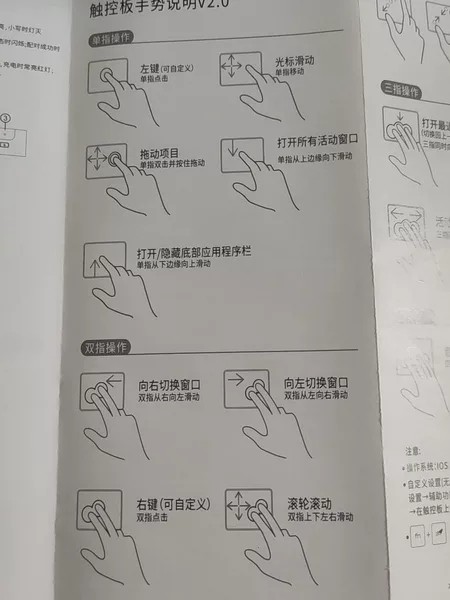 触控板手势说明V2.0
单指操作
左键(可自定义)
单指点击
光标滑动
单指移动
拖动项目
单指双击并按住拖动
打开所有活动窗口
单指从上边缘向下滑动
打开/隐藏底部应用程序栏
单指从下边缘向上滑动
双指操作
向右切换窗口
双指从右向左滑动
向左切换窗口
双指从左向右滑动
右键(可自定义)
双指点击
滚轮滚动
双指上下左右滑动
,小写时灯灭
时闪烁;配对成功时
充电时常亮红灯;
③
三指操作
打开最近
(切换回上一
三指同时向
三指
注意:
•操作系统:IOS
•自定义设置(无
设置→辅助功
→在触控板上
fn +